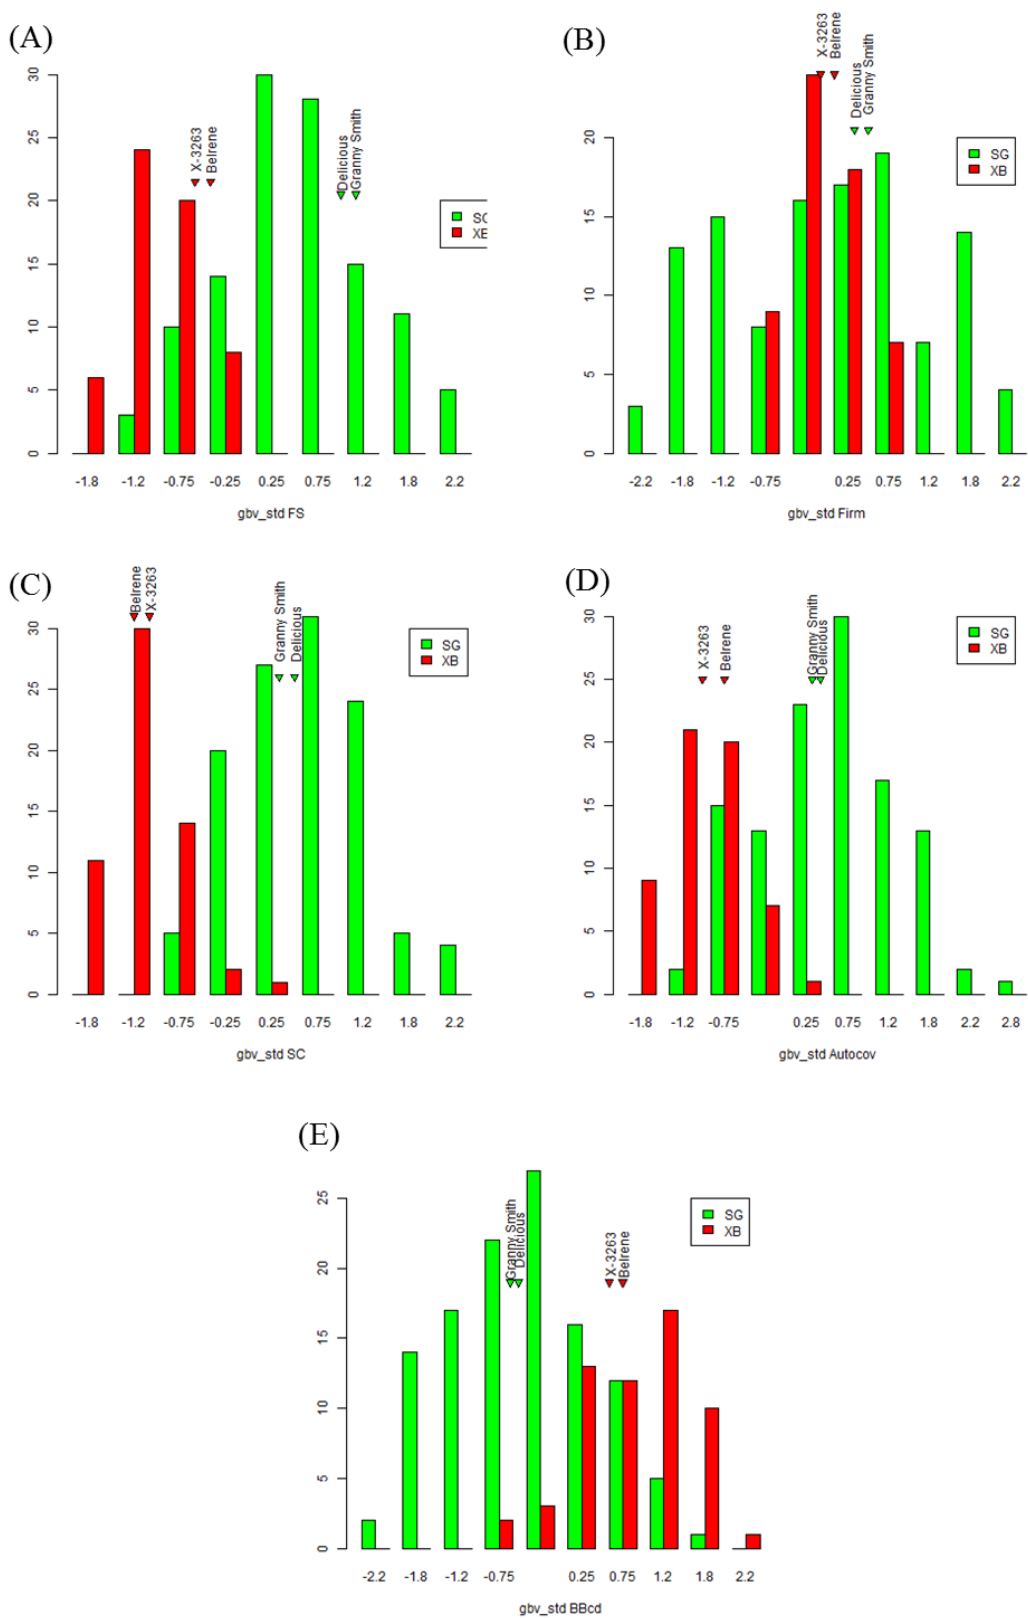 (A)
X-3263
Belrene
Delicious
Granny Smith
SG
XB
30
25
20
15
10
5
0
-1.8 -1.2 -0.75 -0.25 0.25 0.75 1.2 1.8 2.2
gbv_std FS
(B)
X-3263
Belrene
Delicious
Granny Smith
SG
XB
20
15
10
5
0
-2.2 -1.8 -1.2 -0.75 0.25 0.75 1.2 1.8 2.2
gbv_std Firm
(C)
Belrene
X-3263
Granny Smith
Delicious
SG
XB
30
25
20
15
10
5
0
-1.8 -1.2 -0.75 -0.25 0.25 0.75 1.2 1.8 2.2
gbv_std SC
(D)
X-3263
Belrene
Granny Smith
Delicious
SG
XB
30
25
20
15
10
5
0
-1.8 -1.2 -0.75 0.25 0.75 1.2 1.8 2.2 2.8
gbv_std Autocov
(E)
Granny Smith
Delicious
X-3263
Belrene
SG
XB
25
20
15
10
5
0
-2.2 -1.8 -1.2 -0.75 0.25 0.75 1.2 1.8 2.2
gbv_std BBcd